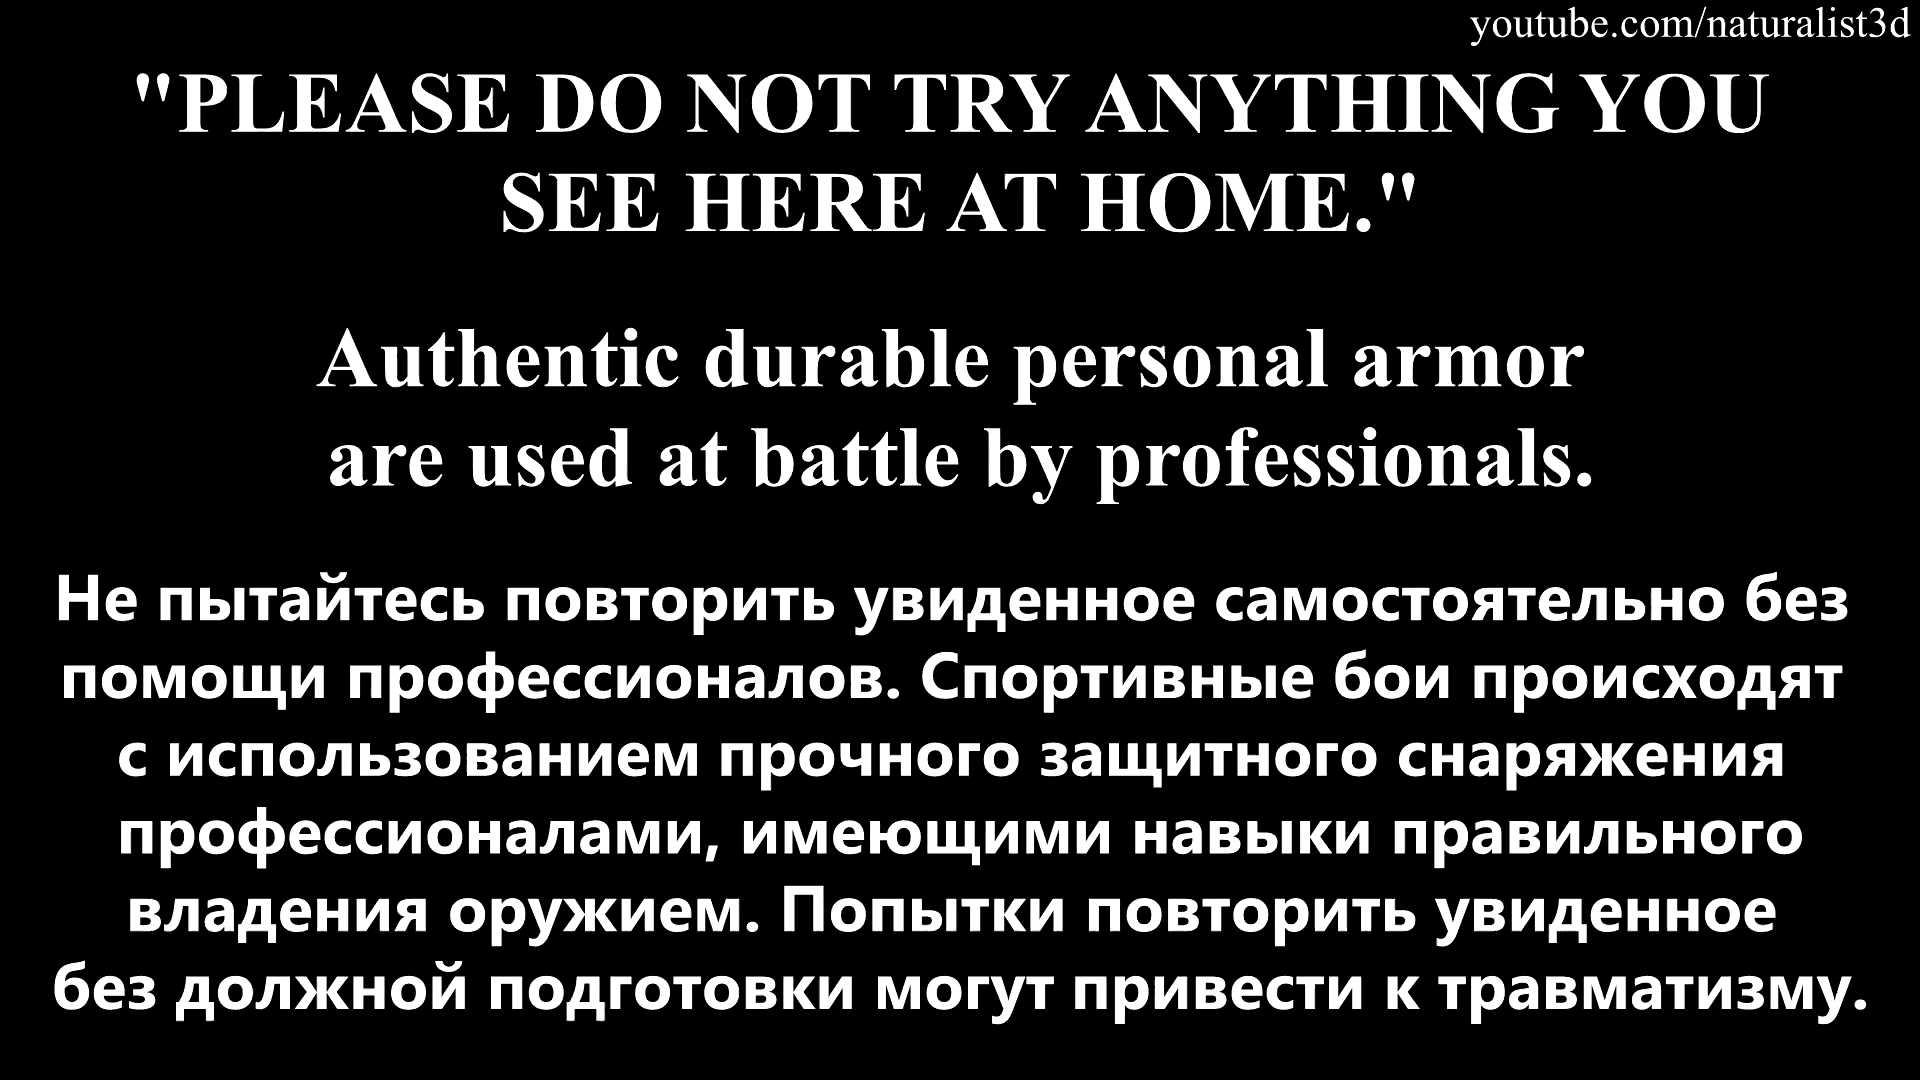 youtube.com/naturalist3d
"PLEASE DO NOT TRY ANYTHING YOU
SEE HERE AT HOME."
Authentic durable personal armor
are used at battle by professionals.
Не пытайтесь повторить увиденное самостоятельно без
помощи профессионалов. Спортивные бои происходят
с использованием прочного защитного снаряжения
профессионалами, имеющими навыки правильного
владения оружием. Попытки повторить увиденное
без должной подготовки могут привести к травматизму.